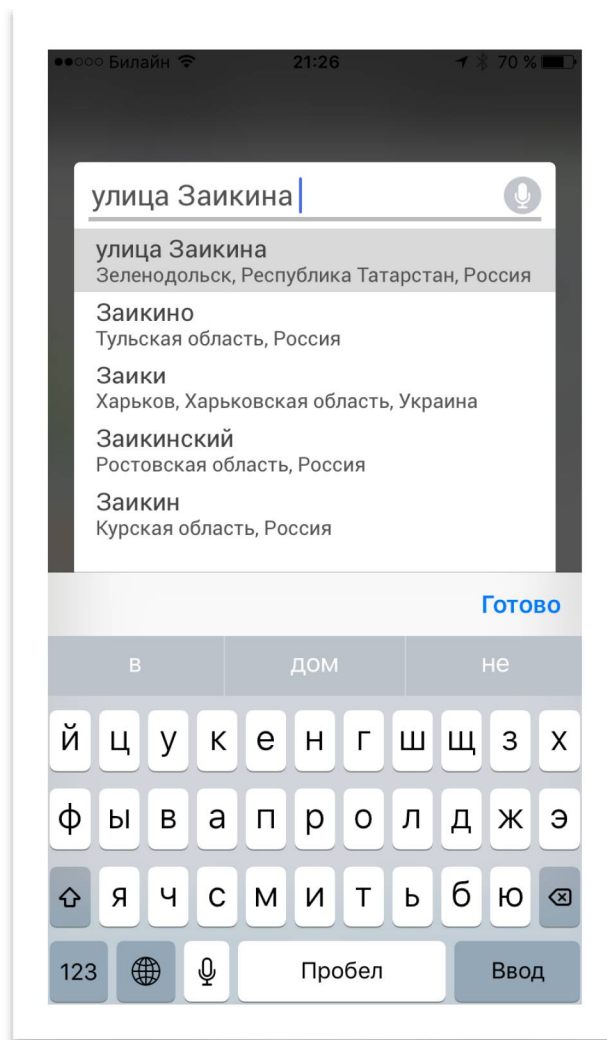 Билайн 21:26 70 %
улица Заикина
улица Заикина
Зеленодольск, Республика Татарстан, Россия
Заикино
Тульская область, Россия
Заики
Харьков, Харьковская область, Украина
Заикинский
Ростовская область, Россия
Заикин
Курская область, Россия
Готово
в дом не
й ц у к е н г ш щ з х
ф ы в а п р о л д ж э
я ч с м и т ь б ю
123 Пробел Ввод